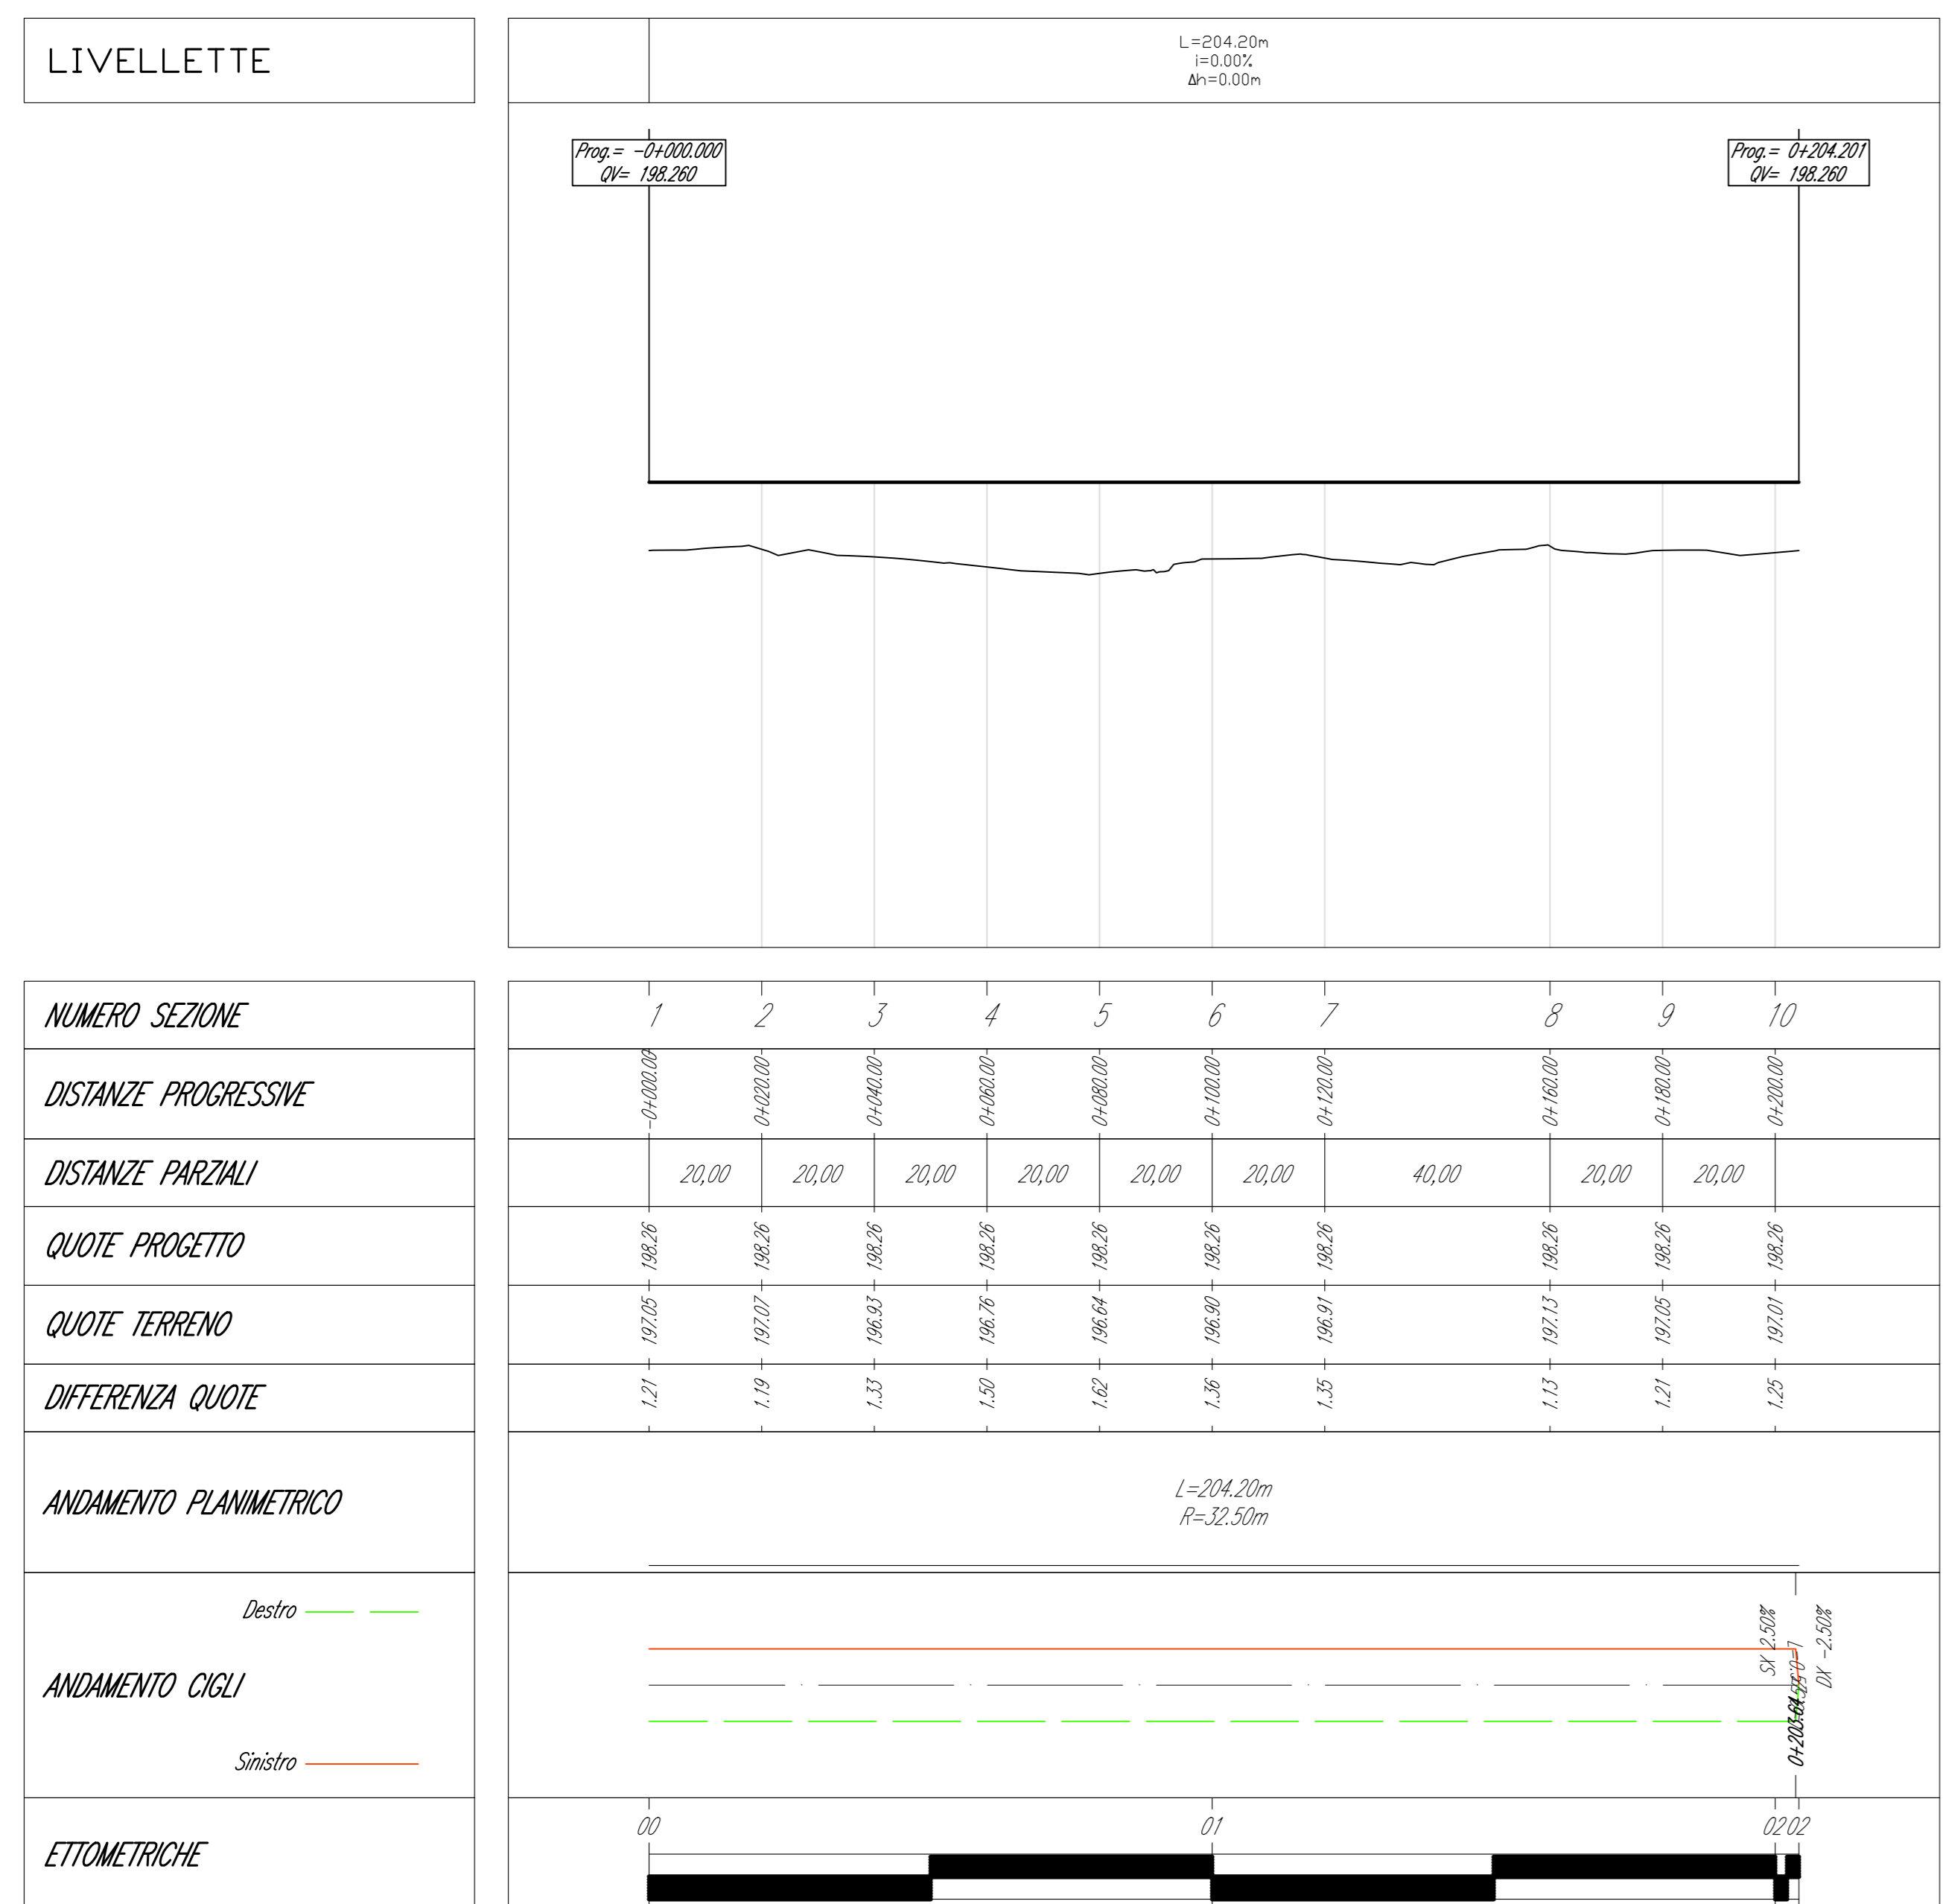 LIVELLETTE
L=204.20m
i=0.00%
Δh=0.00m
Prog.= -0+000.000
QV= 198.260
Prog.= 0+204.201
QV= 198.260
NUMERO SEZIONE
1 2 3 4 5 6 7 8 9 10
DISTANZE PROGRESSIVE
-0+000.00 0+020.00 0+040.00 0+060.00 0+080.00 0+100.00 0+120.00 0+160.00 0+180.00 0+200.00
DISTANZE PARZIALI
20,00 20,00 20,00 20,00 20,00 20,00 40,00 20,00 20,00
QUOTE PROGETTO
198.26 198.26 198.26 198.26 198.26 198.26 198.26 198.26 198.26 198.26
QUOTE TERRENO
197.05 197.07 196.93 196.76 196.64 196.90 196.91 197.13 197.05 197.01
DIFFERENZA QUOTE
1.21 1.19 1.33 1.50 1.62 1.36 1.35 1.13 1.21 1.25
ANDAMENTO PLANIMETRICO
L=204.20m
R=32.50m
Destro
ANDAMENTO CIGLI
Sinistro
SX 2.50%
0+203.64
DX -2.50%
ETTOMETRICHE
00 01 02 02